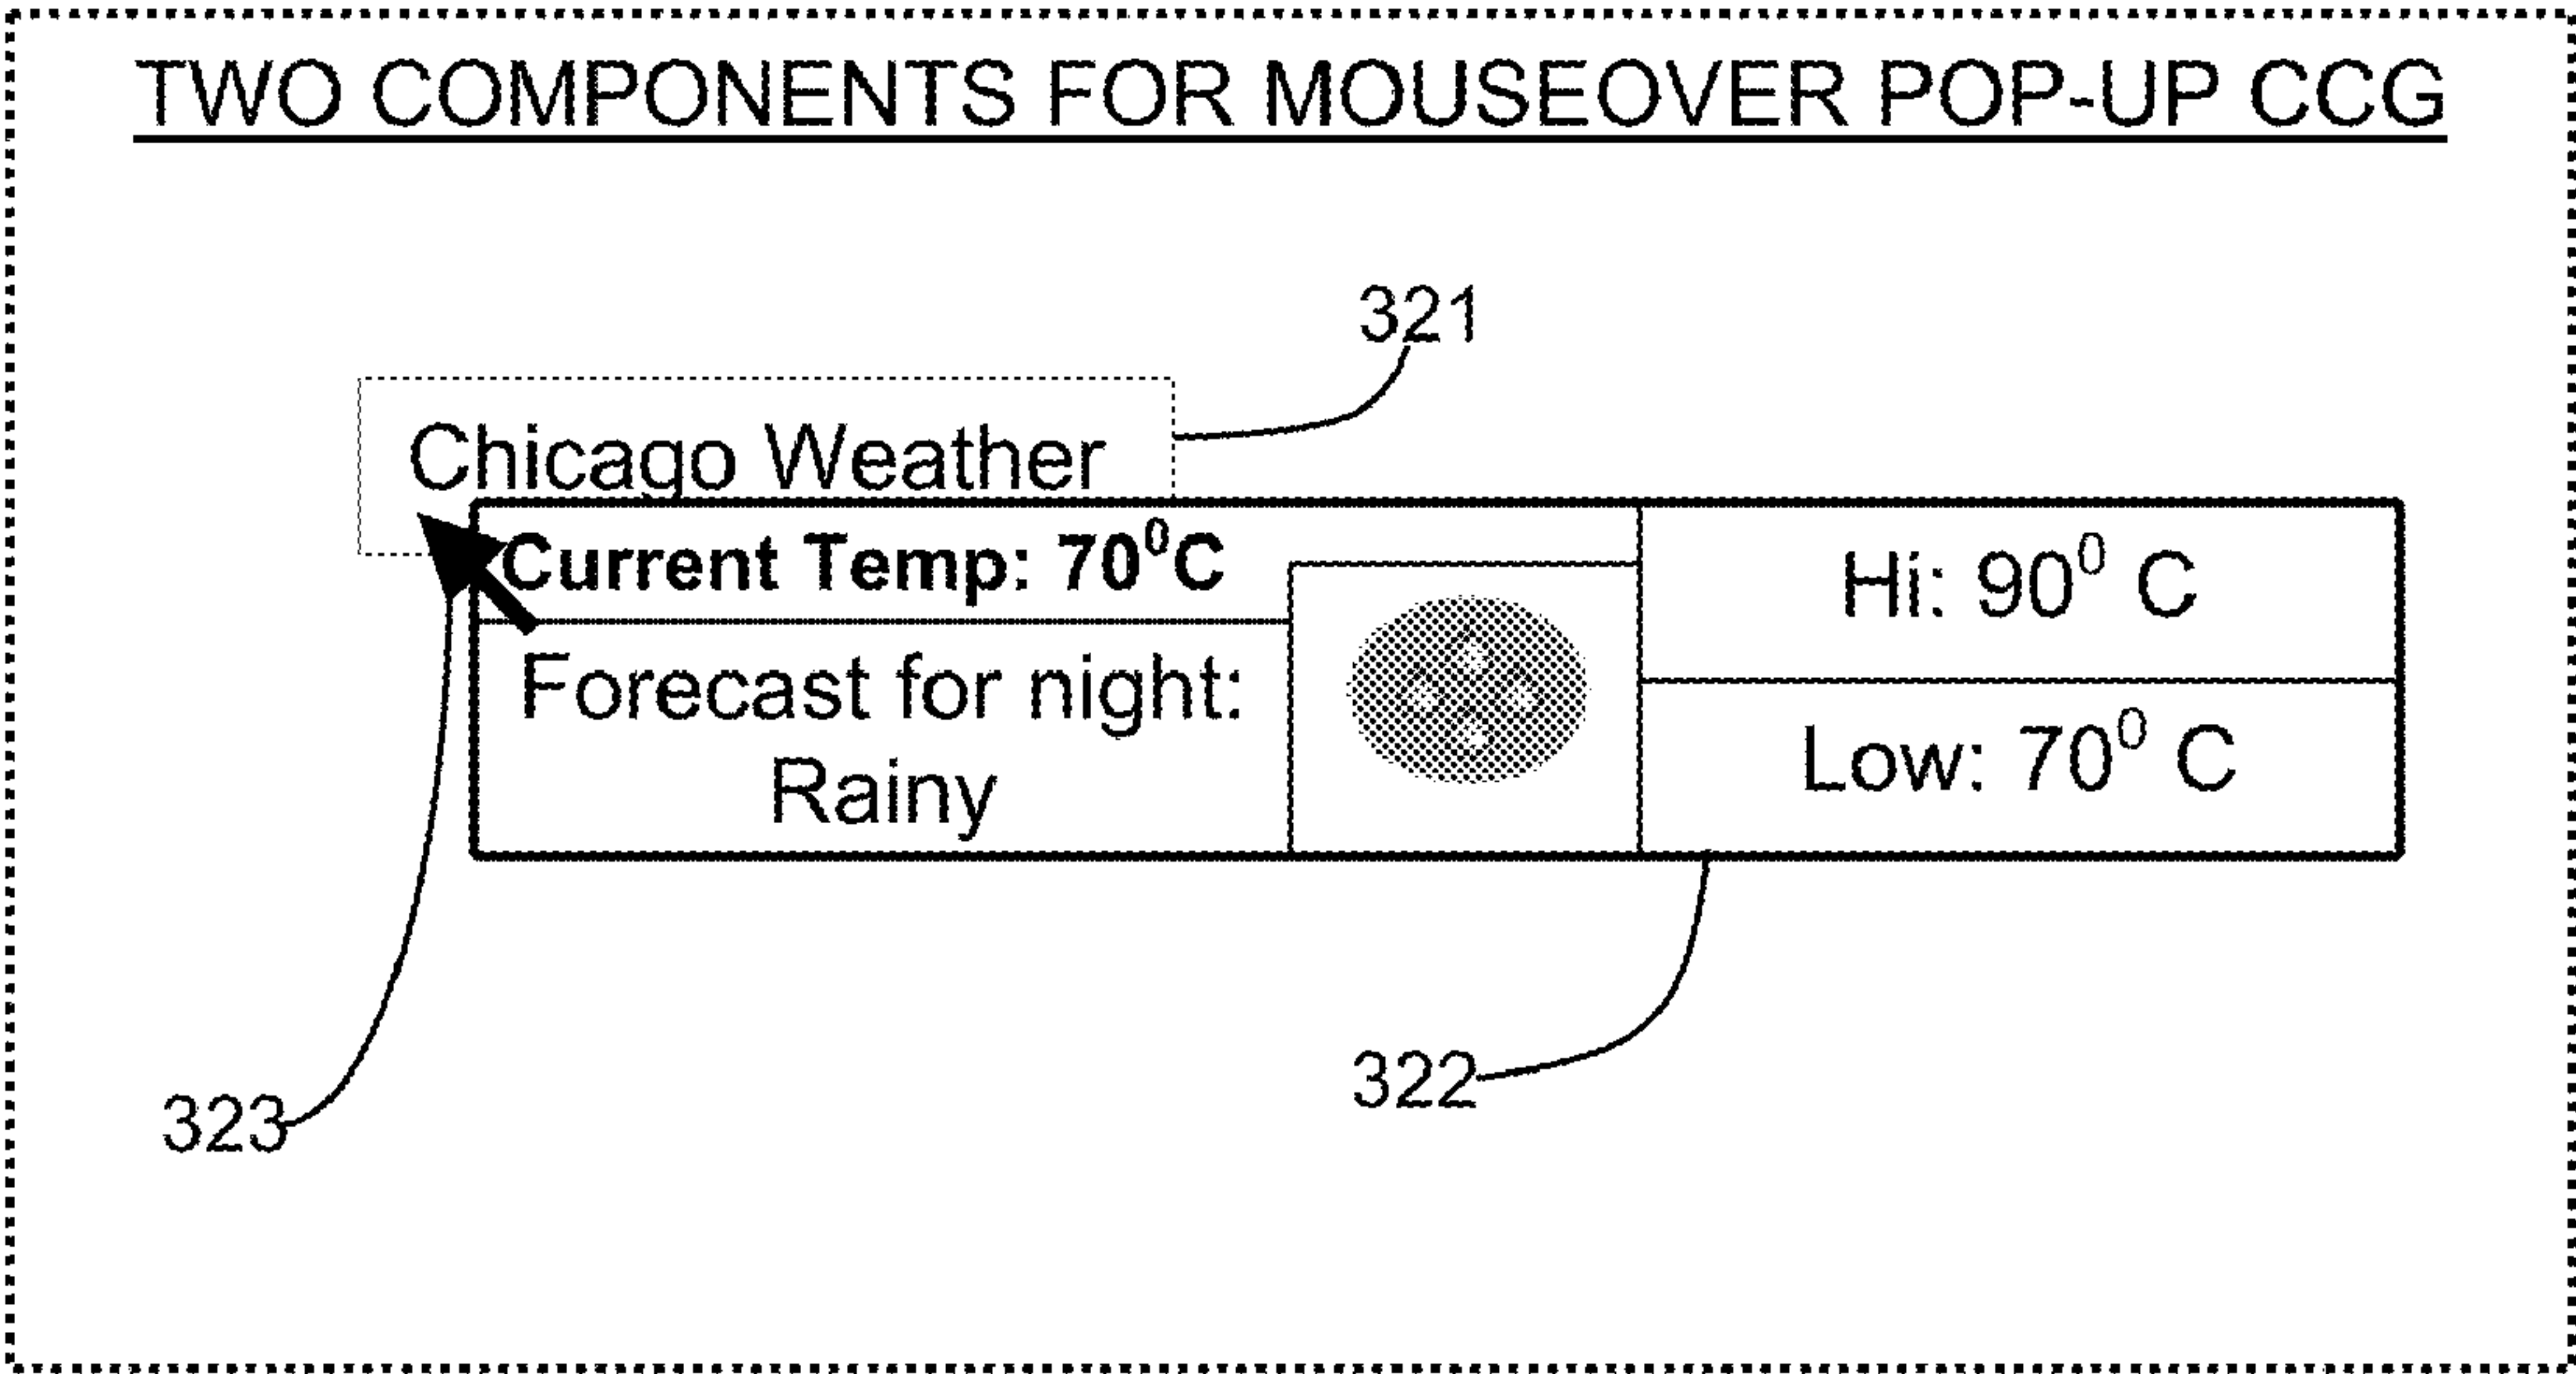 TWO COMPONENTS FOR MOUSEOVER POP-UP CCG
321
Chicago Weather
Current Temp: 70⁰C
Hi: 90⁰ C
Forecast for night:
Rainy
Low: 70⁰ C
322
323